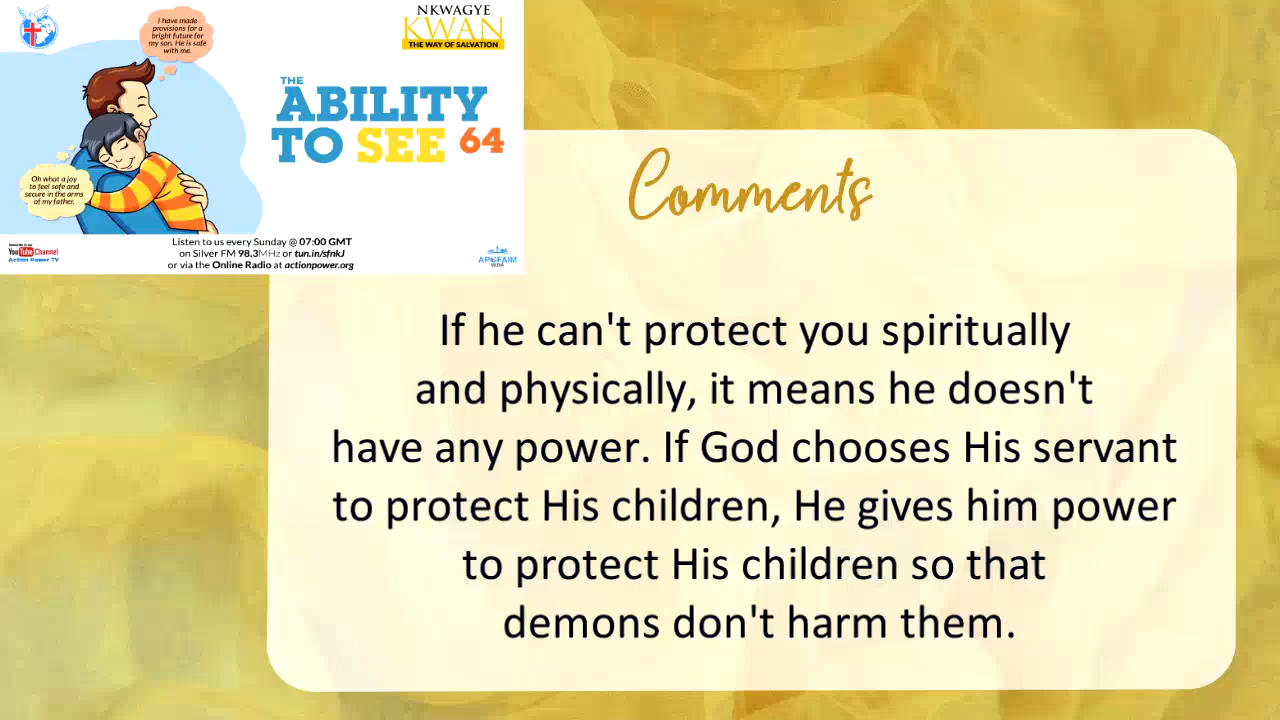 I have made
provisions for a
bright future for
my son. He is safe
with me.
NKWAGYE
KWAN
THE WAY OF SALVATION
THE
ABILITY
TO SEE 64
Oh what a joy
to feel safe and
secure in the arms
of my father.
Listen to us every Sunday @ 07:00 GMT
on Silver FM 98.3MHz or tun.in/sfnkJ
or via the Online Radio at actionpower.org
YouTube Channel
Action Power TV
APOFAIM
MEDIA
Comments
If he can't protect you spiritually
and physically, it means he doesn't
have any power. If God chooses His servant
to protect His children, He gives him power
to protect His children so that
demons don't harm them.